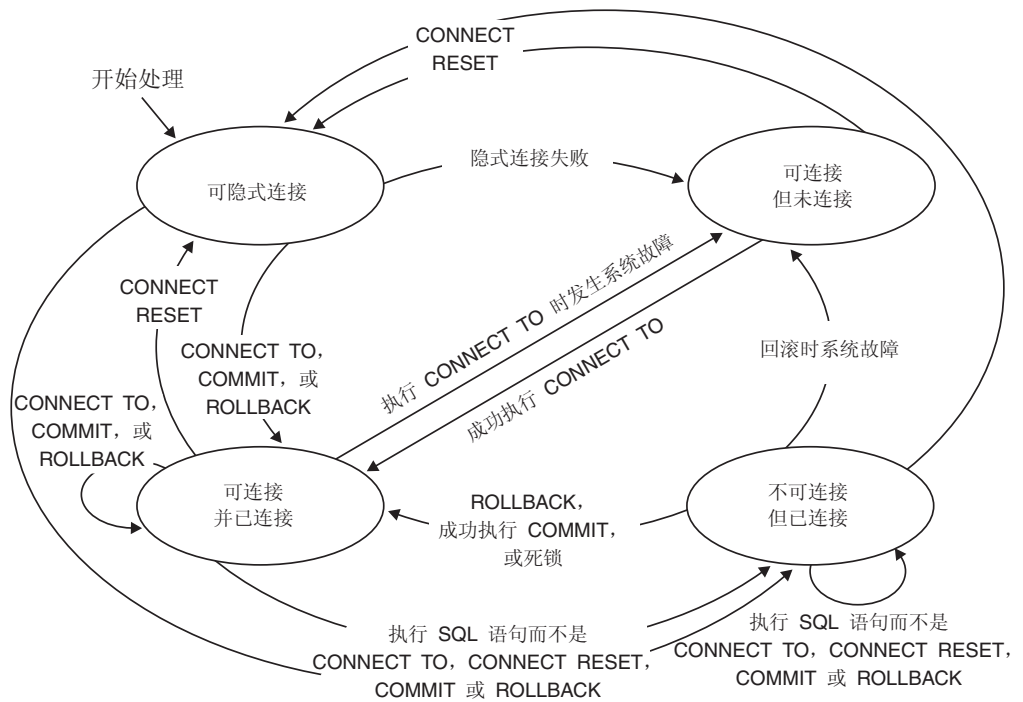 CONNECT
RESET
开始处理
隐式连接失败
可隐式连接
可连接
但未连接
CONNECT
RESET
执行 CONNECT TO 时发生系统故障
成功执行 CONNECT TO
CONNECT TO，
COMMIT，或
ROLLBACK
回滚时系统故障
CONNECT TO，
COMMIT，或
ROLLBACK
可连接
并已连接
ROLLBACK，
成功执行 COMMIT，
或死锁
不可连接
但已连接
执行 SQL 语句而不是
CONNECT TO，CONNECT RESET，
COMMIT 或 ROLLBACK
执行 SQL 语句而不是
CONNECT TO，CONNECT RESET，
COMMIT 或 ROLLBACK